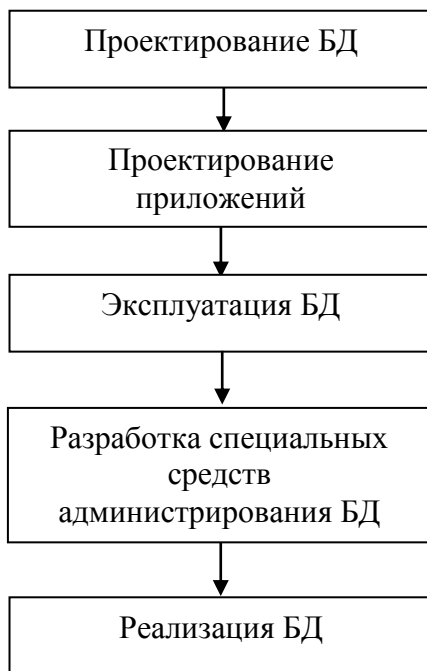 Проектирование БД
Проектирование
приложений
Эксплуатация БД
Разработка специальных
средств
администрирования БД
Реализация БД